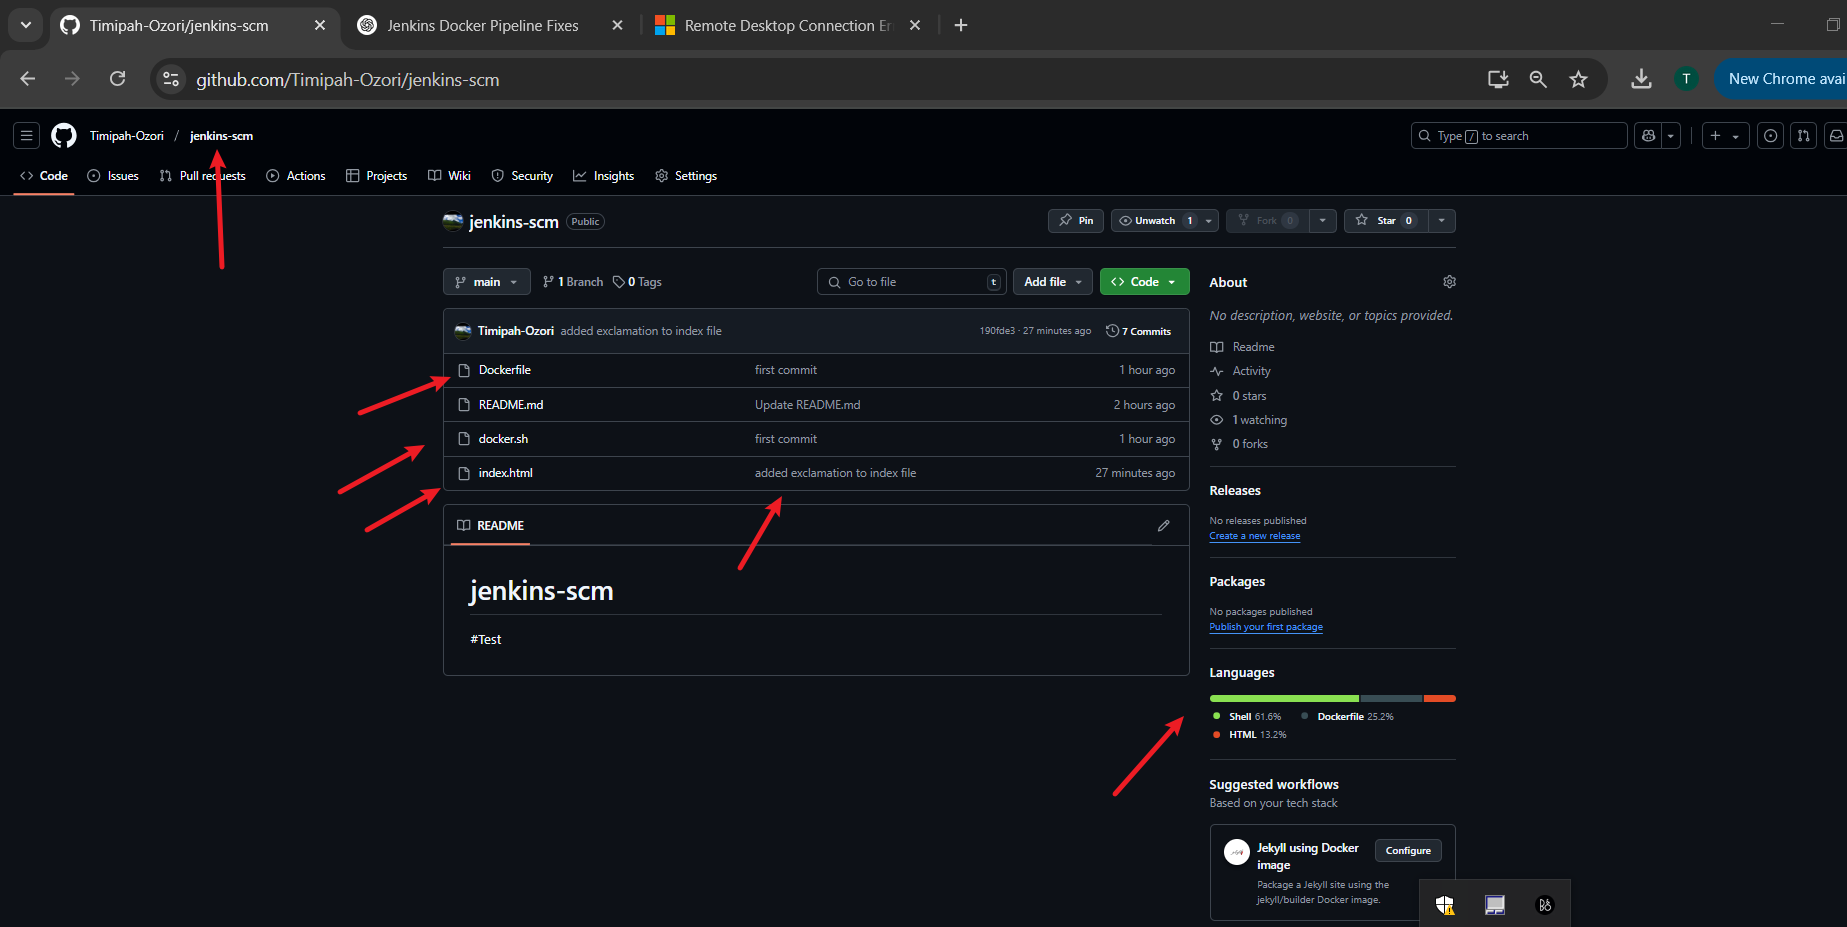 Timipah-Ozori/jenkins-scm
Jenkins Docker Pipeline Fixes
Remote Desktop Connection Er
github.com/Timipah-Ozori/jenkins-scm
T
New Chrome avai
Timipah-Ozori / jenkins-scm
Type / to search
Code Issues Pull requests Actions Projects Wiki Security Insights Settings
jenkins-scm Public
Pin Unwatch 1 Fork 0 Star 0
main 1 Branch 0 Tags
Go to file t Add file Code
Timipah-Ozori added exclamation to index file 190fde3 · 27 minutes ago 7 Commits
Dockerfile first commit 1 hour ago
README.md Update README.md 2 hours ago
docker.sh first commit 1 hour ago
index.html added exclamation to index file 27 minutes ago
README
jenkins-scm
#Test
About
No description, website, or topics provided.
Readme
Activity
0 stars
1 watching
0 forks
Releases
No releases published
Create a new release
Packages
No packages published
Publish your first package
Languages
Shell 61.6% Dockerfile 25.2%
HTML 13.2%
Suggested workflows
Based on your tech stack
Jekyll using Docker
image
Configure
Package a Jekyll site using the
jekyll/builder Docker image.